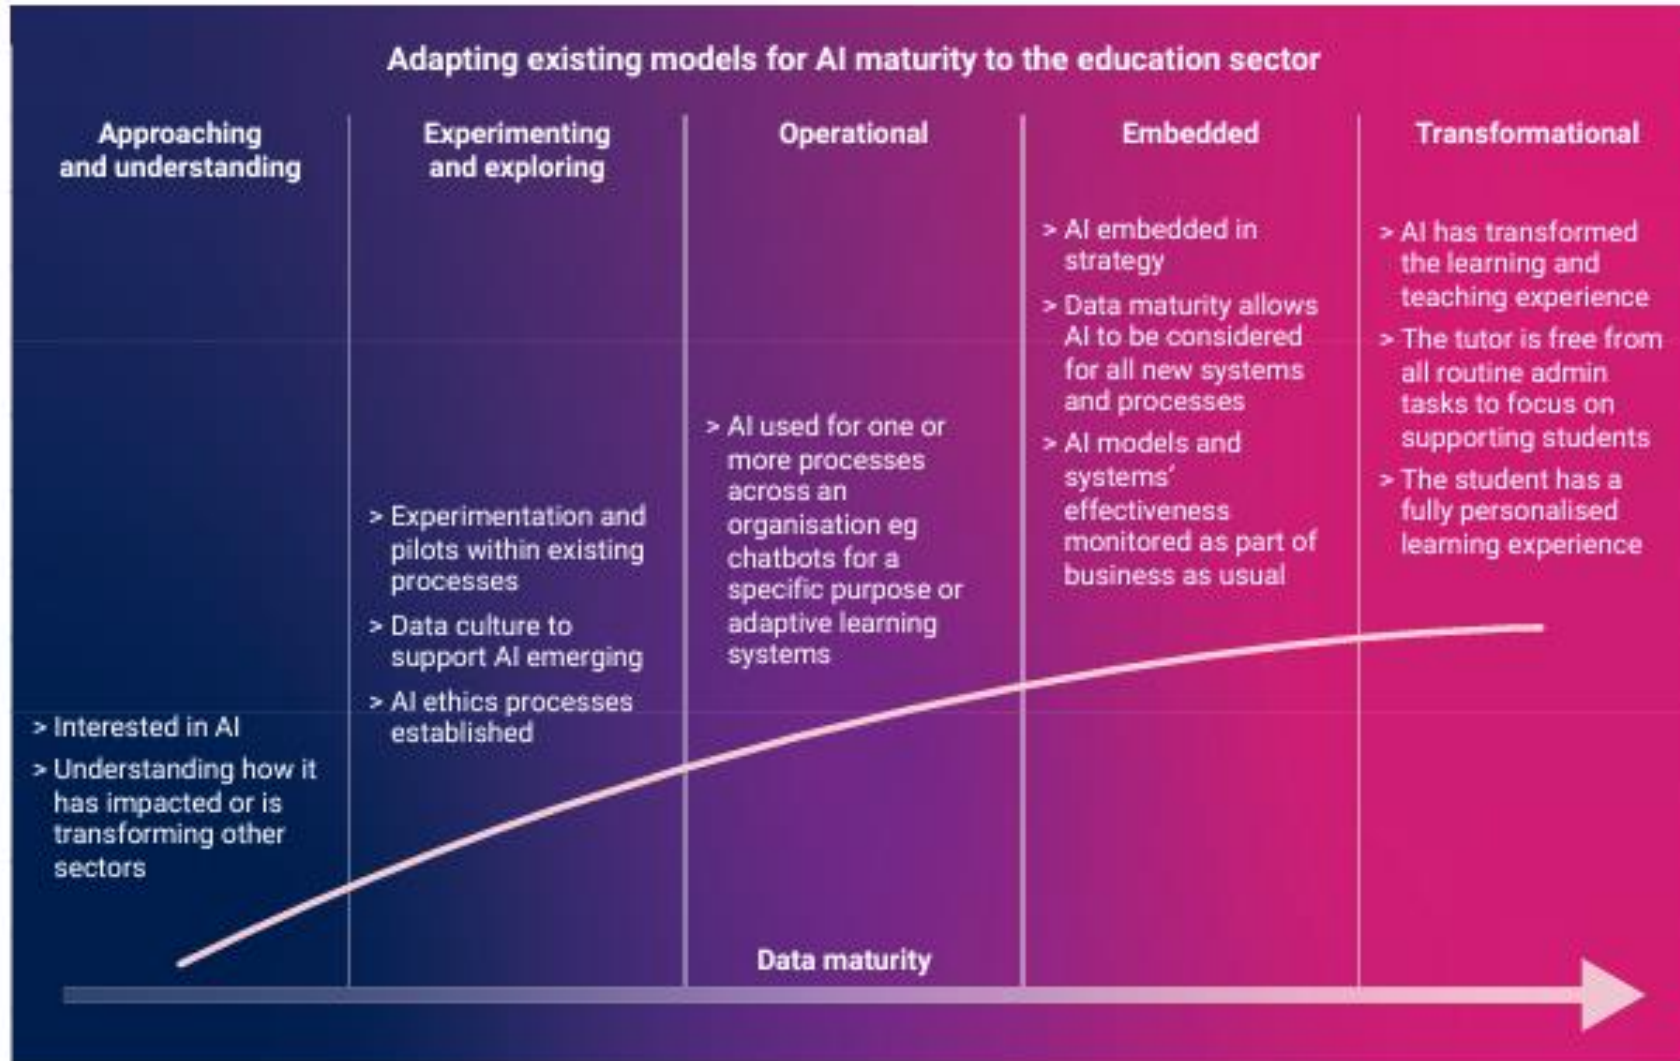 Adapting existing models for AI maturity to the education sector
Approaching
and understanding
> Interested in AI
> Understanding how it
has impacted or is
transforming other
sectors
Experimenting
and exploring
> Experimentation and
pilots within existing
processes
> Data culture to
support AI emerging
> AI ethics processes
established
Operational
> AI used for one or
more processes
across an
organisation eg
chatbots for a
specific purpose or
adaptive learning
systems
Embedded
> AI embedded in
strategy
> Data maturity allows
AI to be considered
for all new systems
and processes
> AI models and
systems’
effectiveness
monitored as part of
business as usual
Transformational
> AI has transformed
the learning and
teaching experience
> The tutor is free from
all routine admin
tasks to focus on
supporting students
> The student has a
fully personalised
learning experience
Data maturity